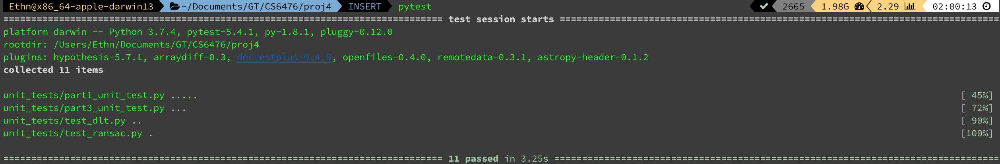 Ethn@x86_64-apple-darwin13 ~/Documents/GT/CS6476/proj4 INSERT pytest 2665 1.98G 2.29 02:00:13
============================== test session starts ==============================
platform darwin -- Python 3.7.4, pytest-5.4.1, py-1.8.1, pluggy-0.12.0
rootdir: /Users/Ethn/Documents/GT/CS6476/proj4
plugins: hypothesis-5.7.1, arraydiff-0.3, doctestplus-0.4.0, openfiles-0.4.0, remotedata-0.3.1, astropy-header-0.1.2
collected 11 items
unit_tests/part1_unit_test.py ..... [ 45%]
unit_tests/part3_unit_test.py ... [ 72%]
unit_tests/test_dlt.py .. [ 90%]
unit_tests/test_ransac.py . [100%]
============================== 11 passed in 3.25s ==============================